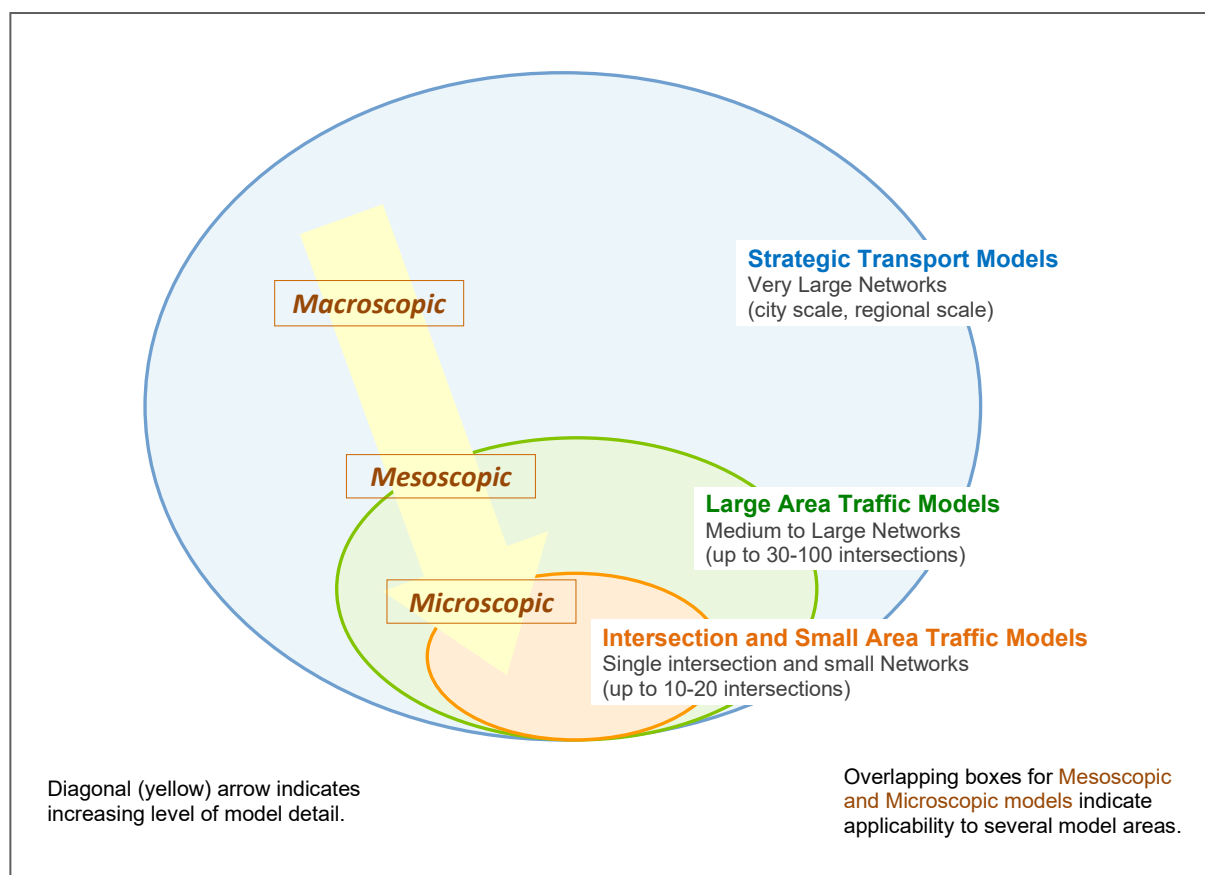 Strategic Transport Models
Very Large Networks
(city scale, regional scale)
Macroscopic
Mesoscopic
Large Area Traffic Models
Medium to Large Networks
(up to 30-100 intersections)
Microscopic
Intersection and Small Area Traffic Models
Single intersection and small Networks
(up to 10-20 intersections)
Diagonal (yellow) arrow indicates
increasing level of model detail.
Overlapping boxes for Mesoscopic
and Microscopic models indicate
applicability to several model areas.